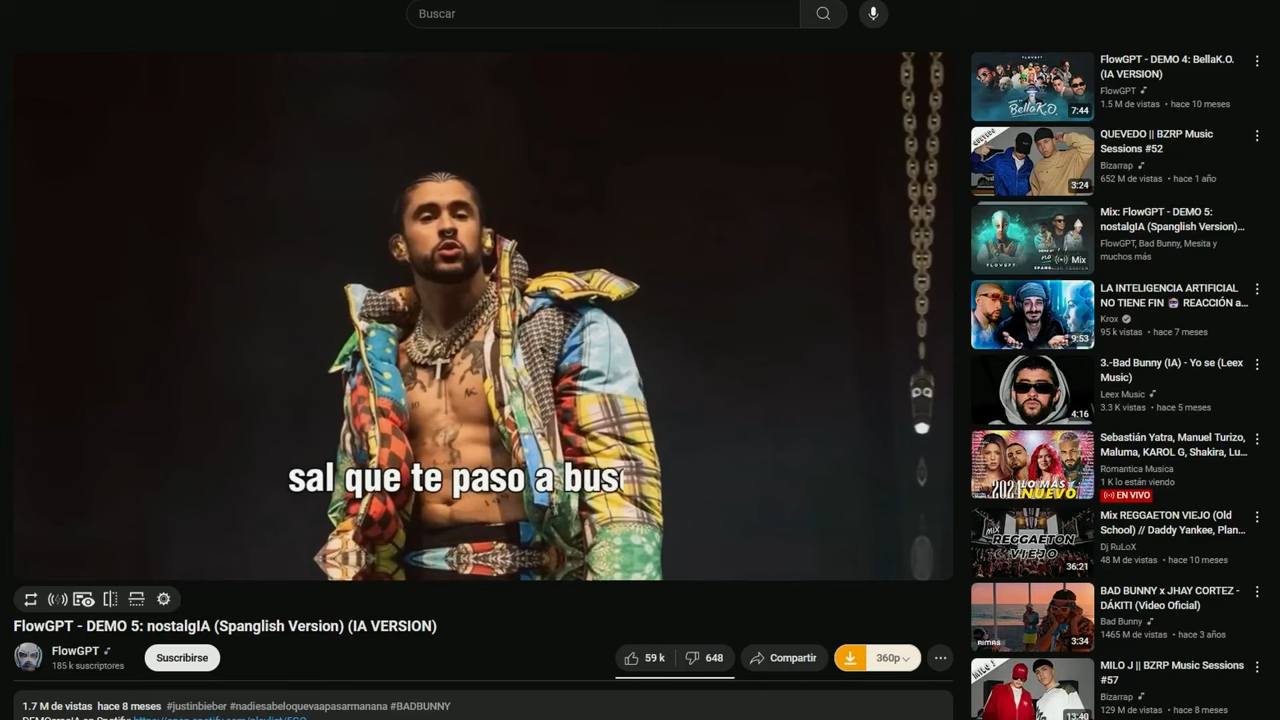 Buscar
sal que te paso a bus
FlowGPT - DEMO 5: nostalgIA (Spanglish Version) (IA VERSION)
FlowGPT
185 k suscriptores
Suscribirse
59 k
648
Compartir
360p
1.7 M de vistas hace 8 meses #justinbieber #nadiesabeloquevaapasarmanana #BADBUNNY
BellaK.O.
7:44
FlowGPT - DEMO 4: BellaK.O.
(IA VERSION)
FlowGPT
1.5 M de vistas • hace 10 meses
3:24
QUEVEDO || BZRP Music
Sessions #52
Bizarrap
652 M de vistas • hace 1 año
FLOWGPT
Mix
Mix: FlowGPT - DEMO 5:
nostalgIA (Spanglish Version)...
FlowGPT, Bad Bunny, Mesita y
muchos más
9:53
LA INTELIGENCIA ARTIFICIAL
NO TIENE FIN REACCIÓN a...
Krox
95 k vistas • hace 7 meses
4:16
3.-Bad Bunny (IA) - Yo se (Leex
Music)
Leex Music
3.3 K vistas • hace 5 meses
2024 LO MÁS
NUEVO
Sebastián Yatra, Manuel Turizo,
Maluma, KAROL G, Shakira, Lu...
Romantica Musica
1 K lo están viendo
EN VIVO
MIX
REGGAETON
VIEJO
36:21
Mix REGGAETON VIEJO (Old
School) // Daddy Yankee, Plan...
Dj RuLoX
48 M de vistas • hace 10 meses
RIMAS
3:34
BAD BUNNY x JHAY CORTEZ -
DÁKITI (Video Oficial)
Bad Bunny
1465 M de vistas • hace 3 años
MILO J
13:40
MILO J || BZRP Music Sessions
#57
Bizarrap
129 M de vistas • hace 8 meses